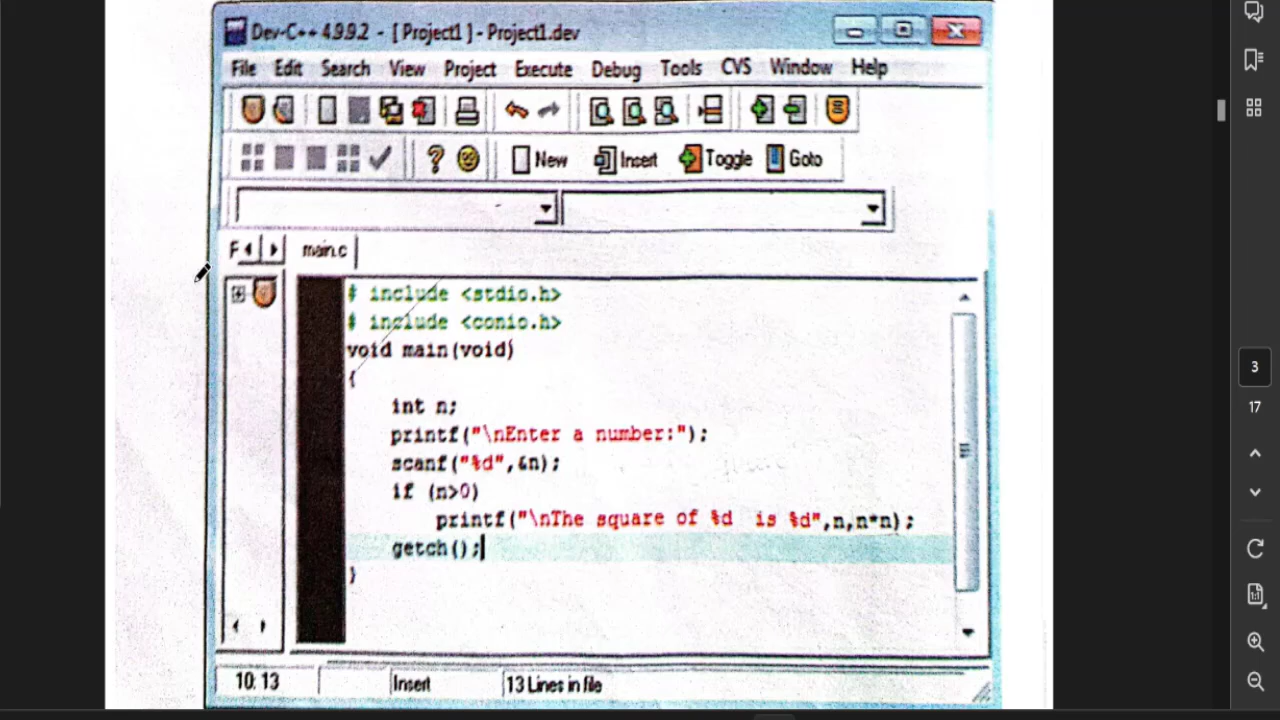 Dev-C++ 4.9.9.2 - [ Project1 ] - Project1.dev
File Edit Search View Project Execute Debug Tools CVS Window Help
New Insert Toggle Goto
F main.c
# include <stdio.h>
# include <conio.h>
void main(void)
{
int n;
printf("\nEnter a number:");
scanf("%d",&n);
if (n>0)
printf("\nThe square of %d is %d",n,n*n);
getch();
}
10: 13 Insert 13 Lines in file
3
17